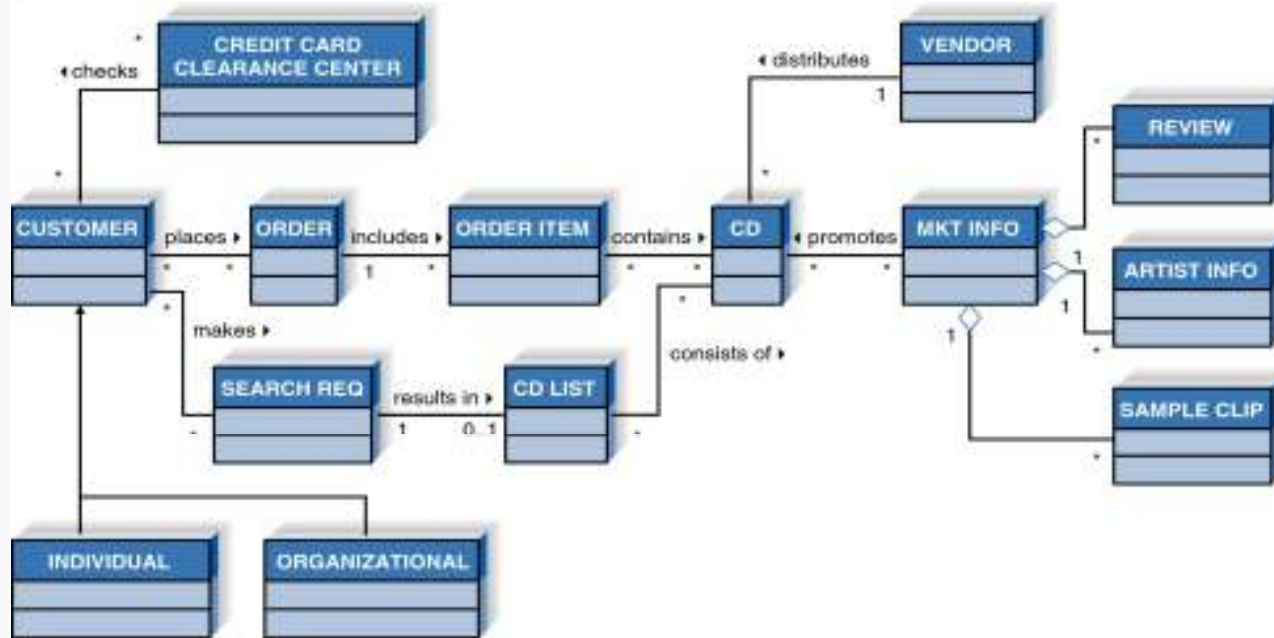 CREDIT CARD
CLEARANCE CENTER
*
◂ checks
*
VENDOR
◂ distributes
1
*
REVIEW
*
CUSTOMER
places ▸
*
*
ORDER
includes ▸
1
*
ORDER ITEM
contains ▸
*
*
CD
◂ promotes
*
*
MKT INFO
1
1
ARTIST INFO
*
*
makes ▸
SEARCH REQ
results in ▸
1
0..1
CD LIST
*
consists of ▸
1
SAMPLE CLIP
*
INDIVIDUAL
ORGANIZATIONAL